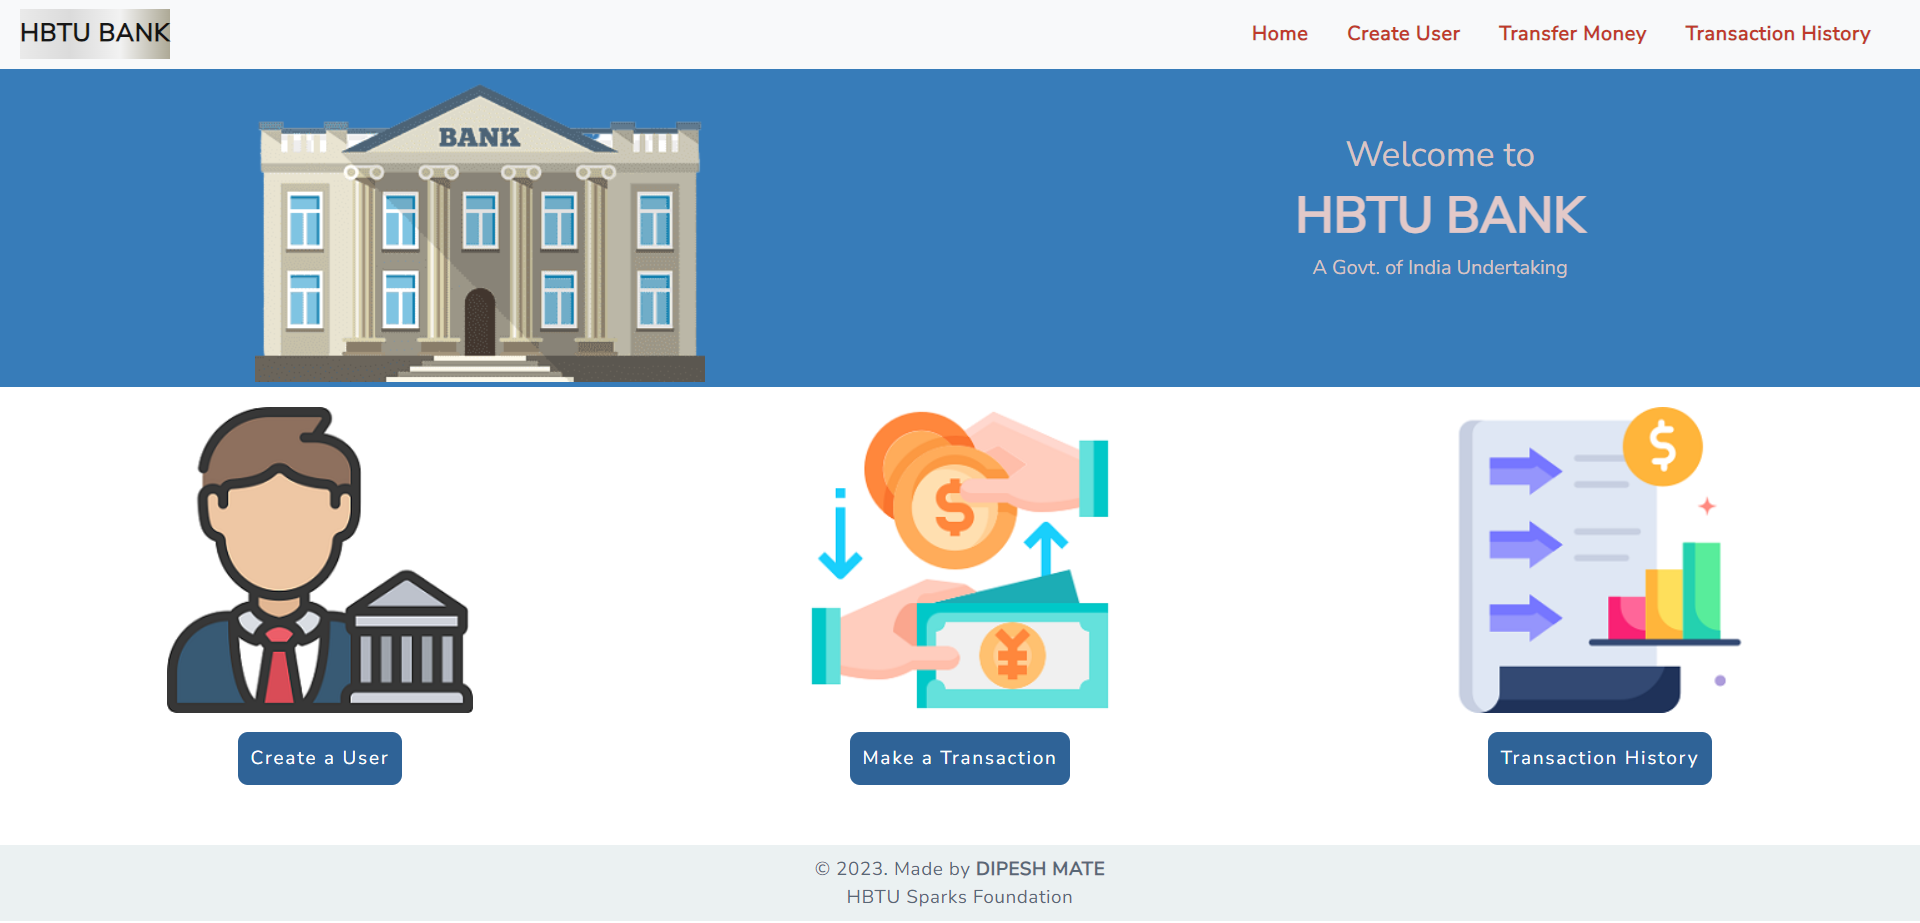 HBTU BANK
Home Create User Transfer Money Transaction History
BANK
Welcome to
HBTU BANK
A Govt. of India Undertaking
$
$
¥
Create a User
Make a Transaction
Transaction History
© 2023. Made by DIPESH MATE
HBTU Sparks Foundation